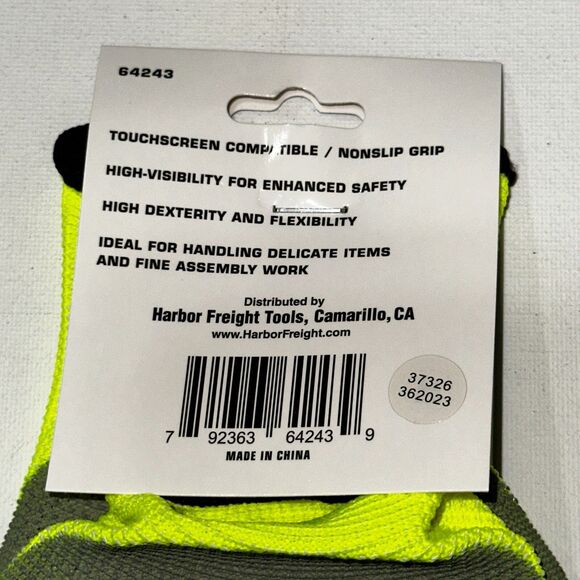 64243
TOUCHSCREEN COMPATIBLE / NONSLIP GRIP
HIGH-VISIBILITY FOR ENHANCED SAFETY
HIGH DEXTERITY AND FLEXIBILITY
IDEAL FOR HANDLING DELICATE ITEMS
AND FINE ASSEMBLY WORK
Distributed by
Harbor Freight Tools, Camarillo, CA
www.HarborFreight.com
37326
362023
7 92363 64243 9
MADE IN CHINA